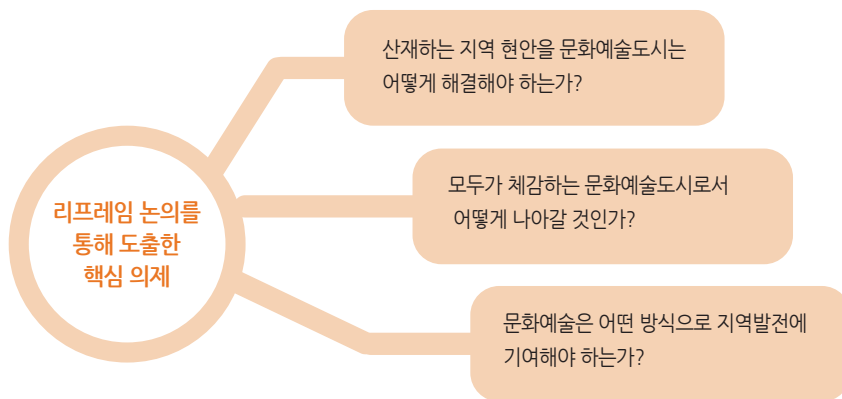 리프레임 논의를
통해 도출한
핵심 의제
산재하는 지역 현안을 문화예술도시는
어떻게 해결해야 하는가?
모두가 체감하는 문화예술도시로서
어떻게 나아갈 것인가?
문화예술은 어떤 방식으로 지역발전에
기여해야 하는가?